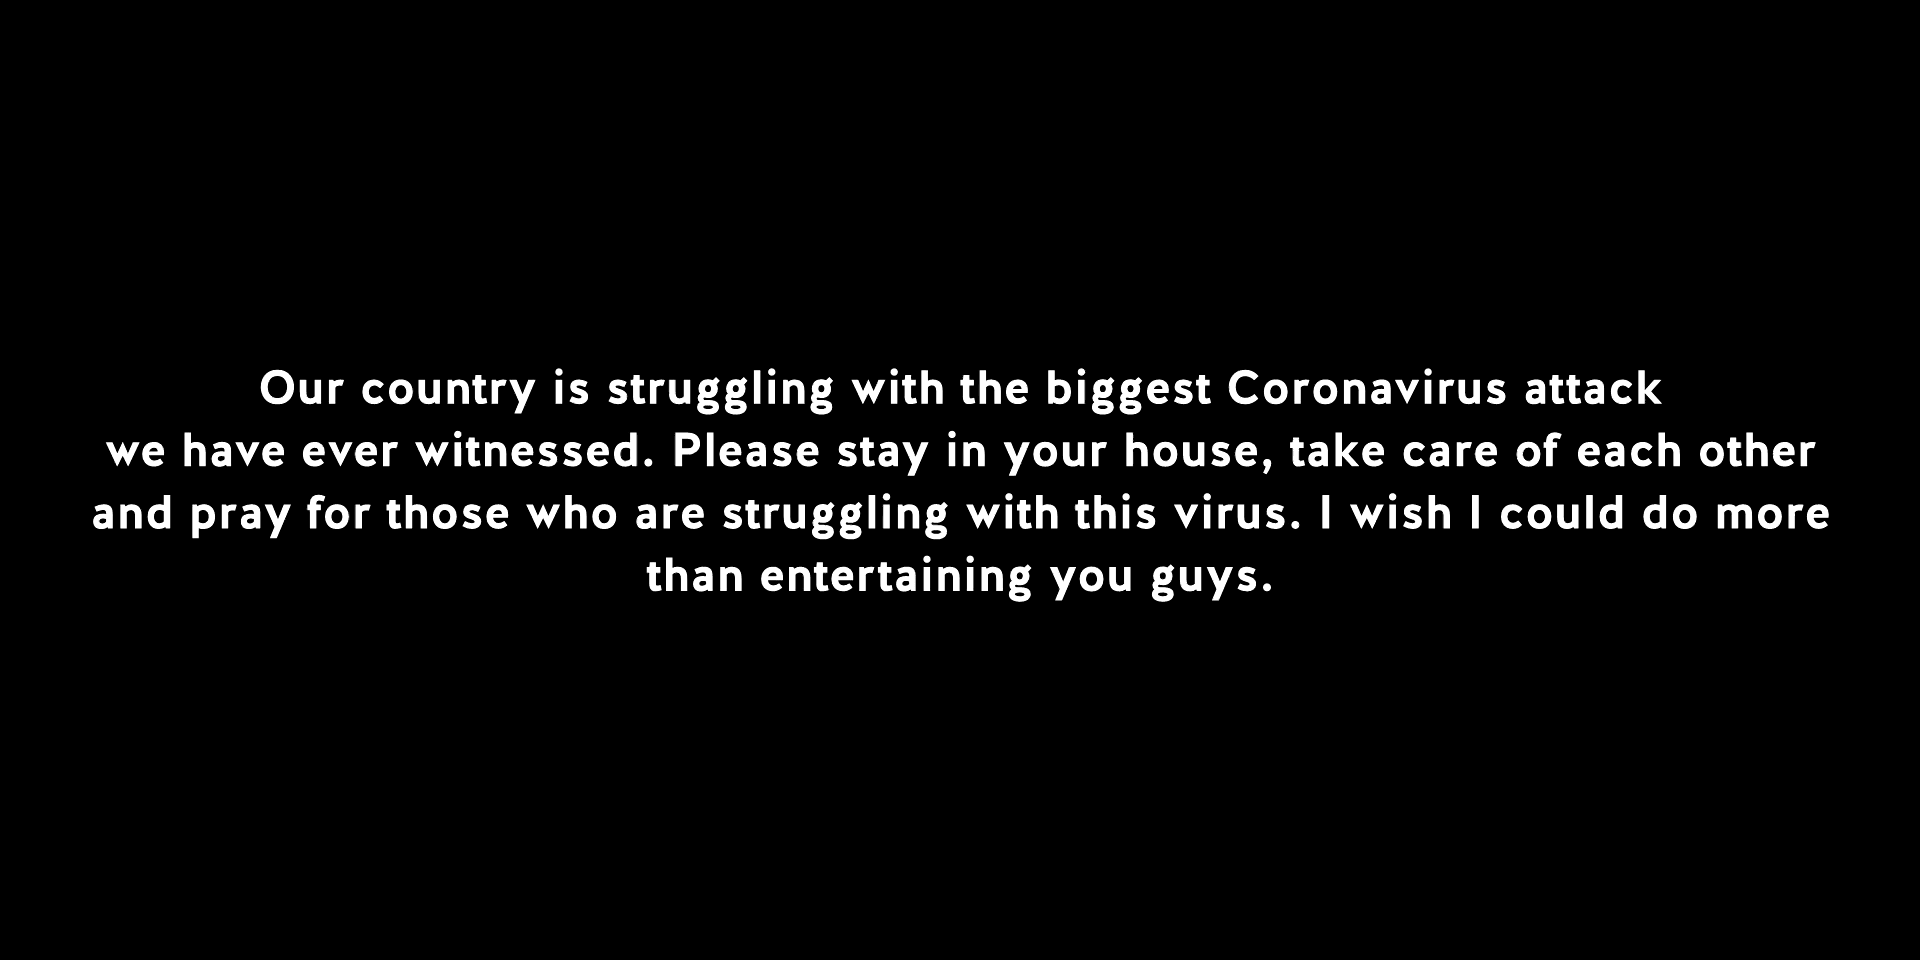 Our country is struggling with the biggest Coronavirus attack
we have ever witnessed. Please stay in your house, take care of each other
and pray for those who are struggling with this virus. I wish I could do more
than entertaining you guys.